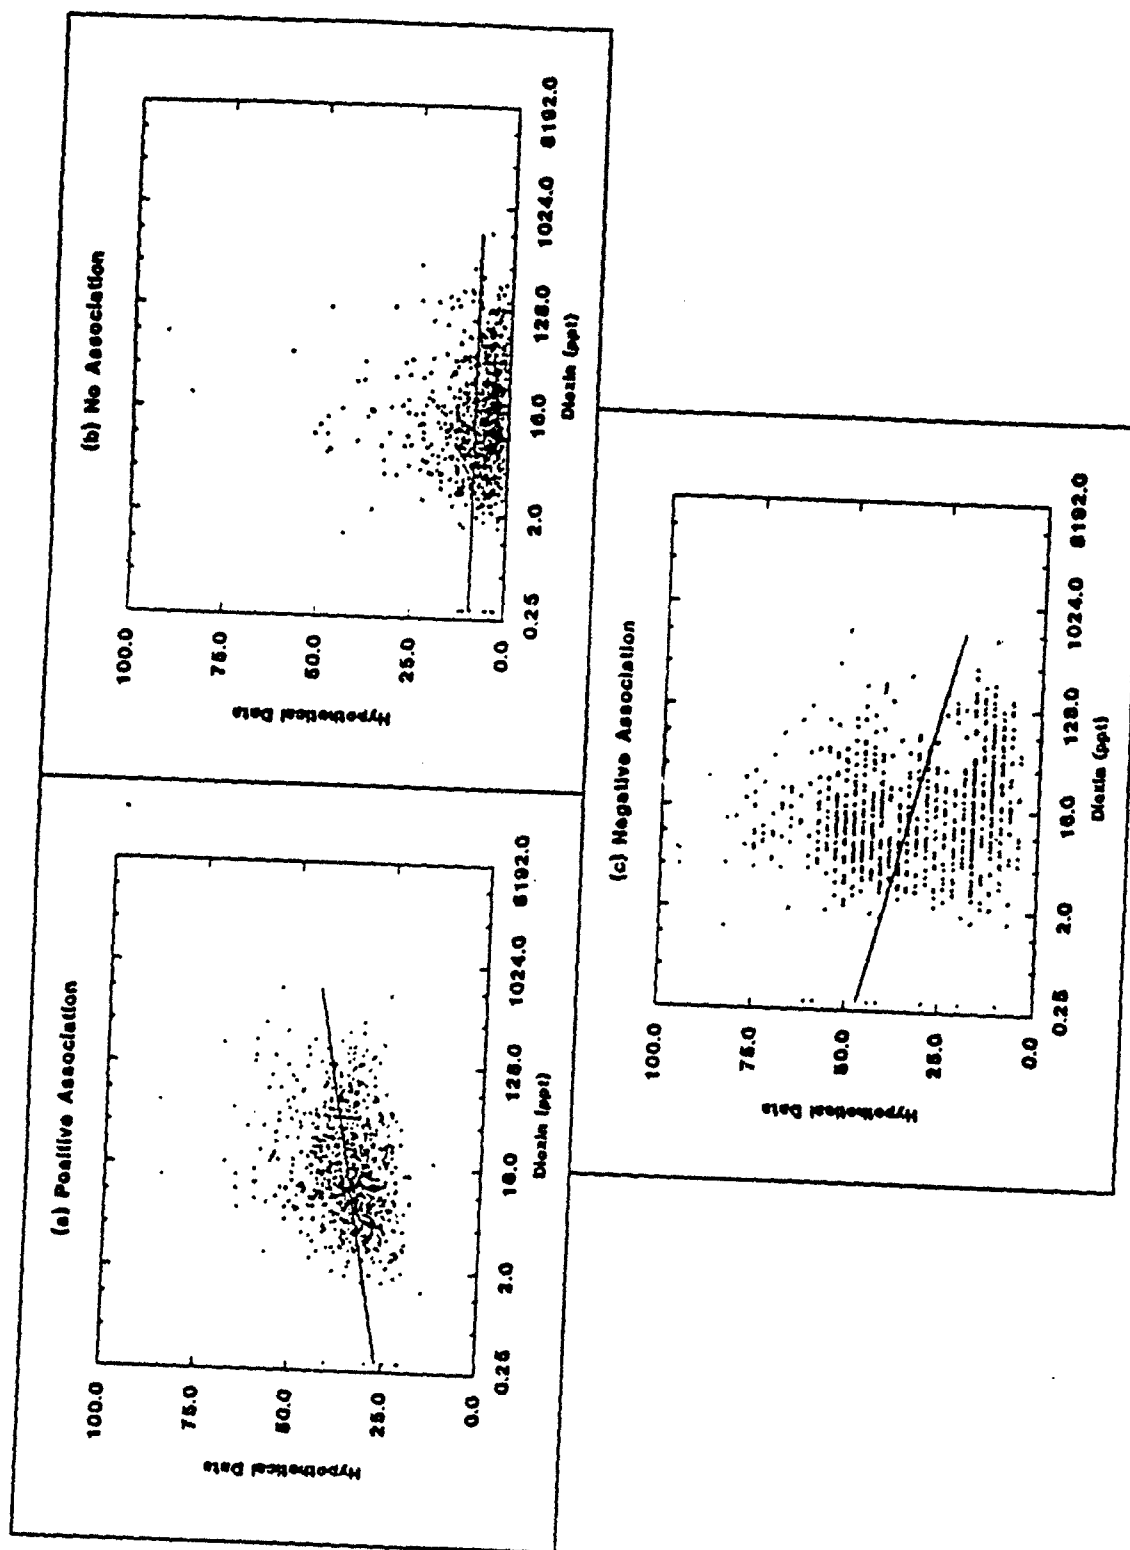 (a) Positive Association
100.0
75.0
50.0
25.0
0.0
Hypothetical Data
0.25 2.0 16.0 128.0 1024.0 8192.0
Dioxin (ppt)
(b) No Association
100.0
75.0
50.0
25.0
0.0
Hypothetical Data
0.25 2.0 16.0 128.0 1024.0 8192.0
Dioxin (ppt)
(c) Negative Association
100.0
75.0
50.0
25.0
0.0
Hypothetical Data
0.25 2.0 16.0 128.0 1024.0 8192.0
Dioxin (ppt)